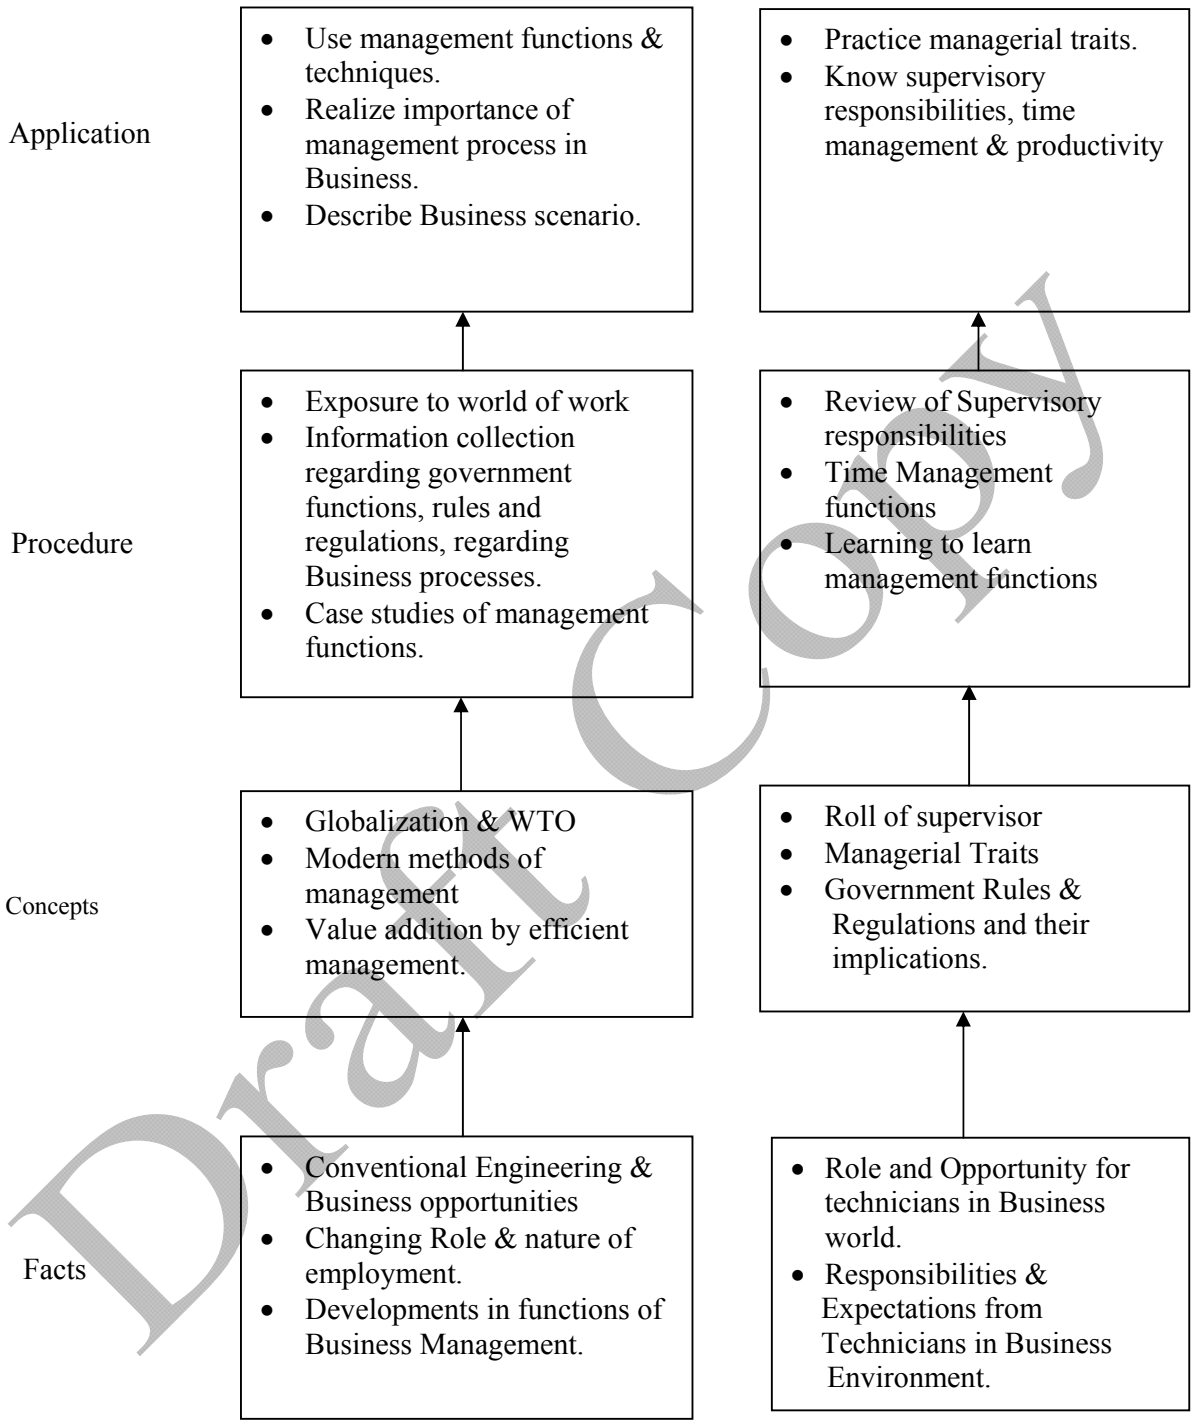 Application
• Use management functions &
techniques.
• Realize importance of
management process in
Business.
• Describe Business scenario.
• Practice managerial traits.
• Know supervisory
responsibilities, time
management & productivity
Procedure
• Exposure to world of work
• Information collection
regarding government
functions, rules and
regulations, regarding
Business processes.
• Case studies of management
functions.
• Review of Supervisory
responsibilities
• Time Management
functions
• Learning to learn
management functions
Concepts
• Globalization & WTO
• Modern methods of
management
• Value addition by efficient
management.
• Roll of supervisor
• Managerial Traits
• Government Rules &
Regulations and their
implications.
Facts
• Conventional Engineering &
Business opportunities
• Changing Role & nature of
employment.
• Developments in functions of
Business Management.
• Role and Opportunity for
technicians in Business
world.
• Responsibilities &
Expectations from
Technicians in Business
Environment.
Draft Copy